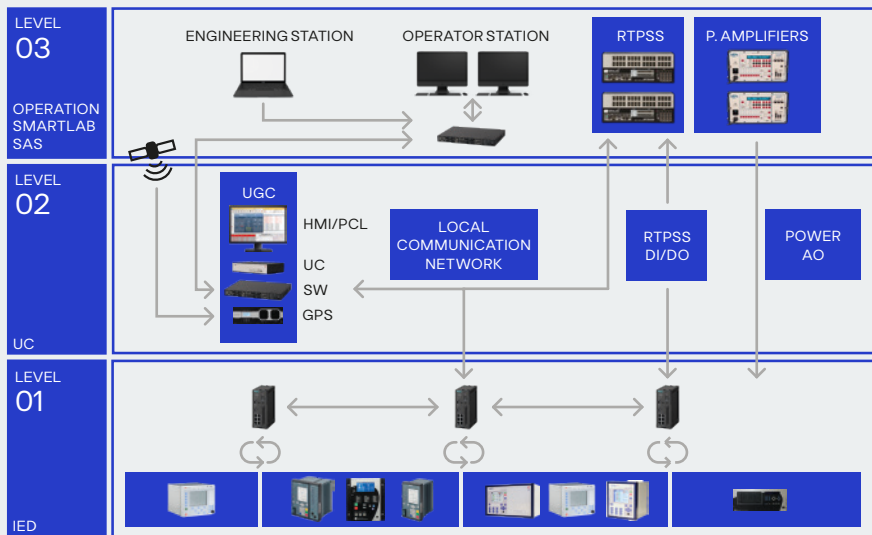 LEVEL
03
OPERATION
SMARTLAB
SAS
ENGINEERING STATION
OPERATOR STATION
RTPSS
P. AMPLIFIERS
LEVEL
02
UC
UGC
HMI/PCL
UC
SW
GPS
LOCAL
COMMUNICATION
NETWORK
RTPSS
DI/DO
POWER
AO
LEVEL
01
IED